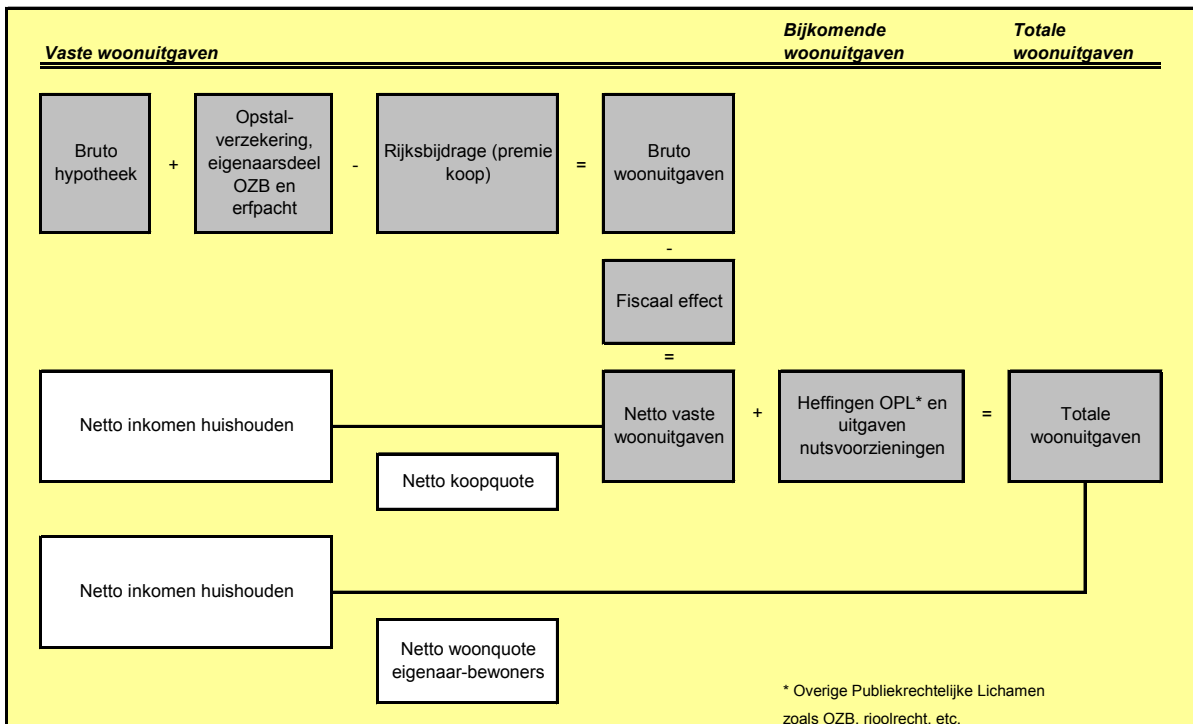 Vaste woonuitgaven
Bijkomende
woonuitgaven
Totale
woonuitgaven
Bruto
hypotheek
+
Opstal-
verzekering,
eigenaarsdeel
OZB en
erfpacht
-
Rijksbijdrage (premie
koop)
=
Bruto
woonuitgaven
-
Fiscaal effect
=
Netto inkomen huishouden
Netto vaste
woonuitgaven
+
Heffingen OPL* en
uitgaven
nutsvoorzieningen
=
Totale
woonuitgaven
Netto koopquote
Netto inkomen huishouden
Netto woonquote
eigenaar-bewoners
* Overige Publiekrechtelijke Lichamen
zoals OZB, rioolrecht, etc.